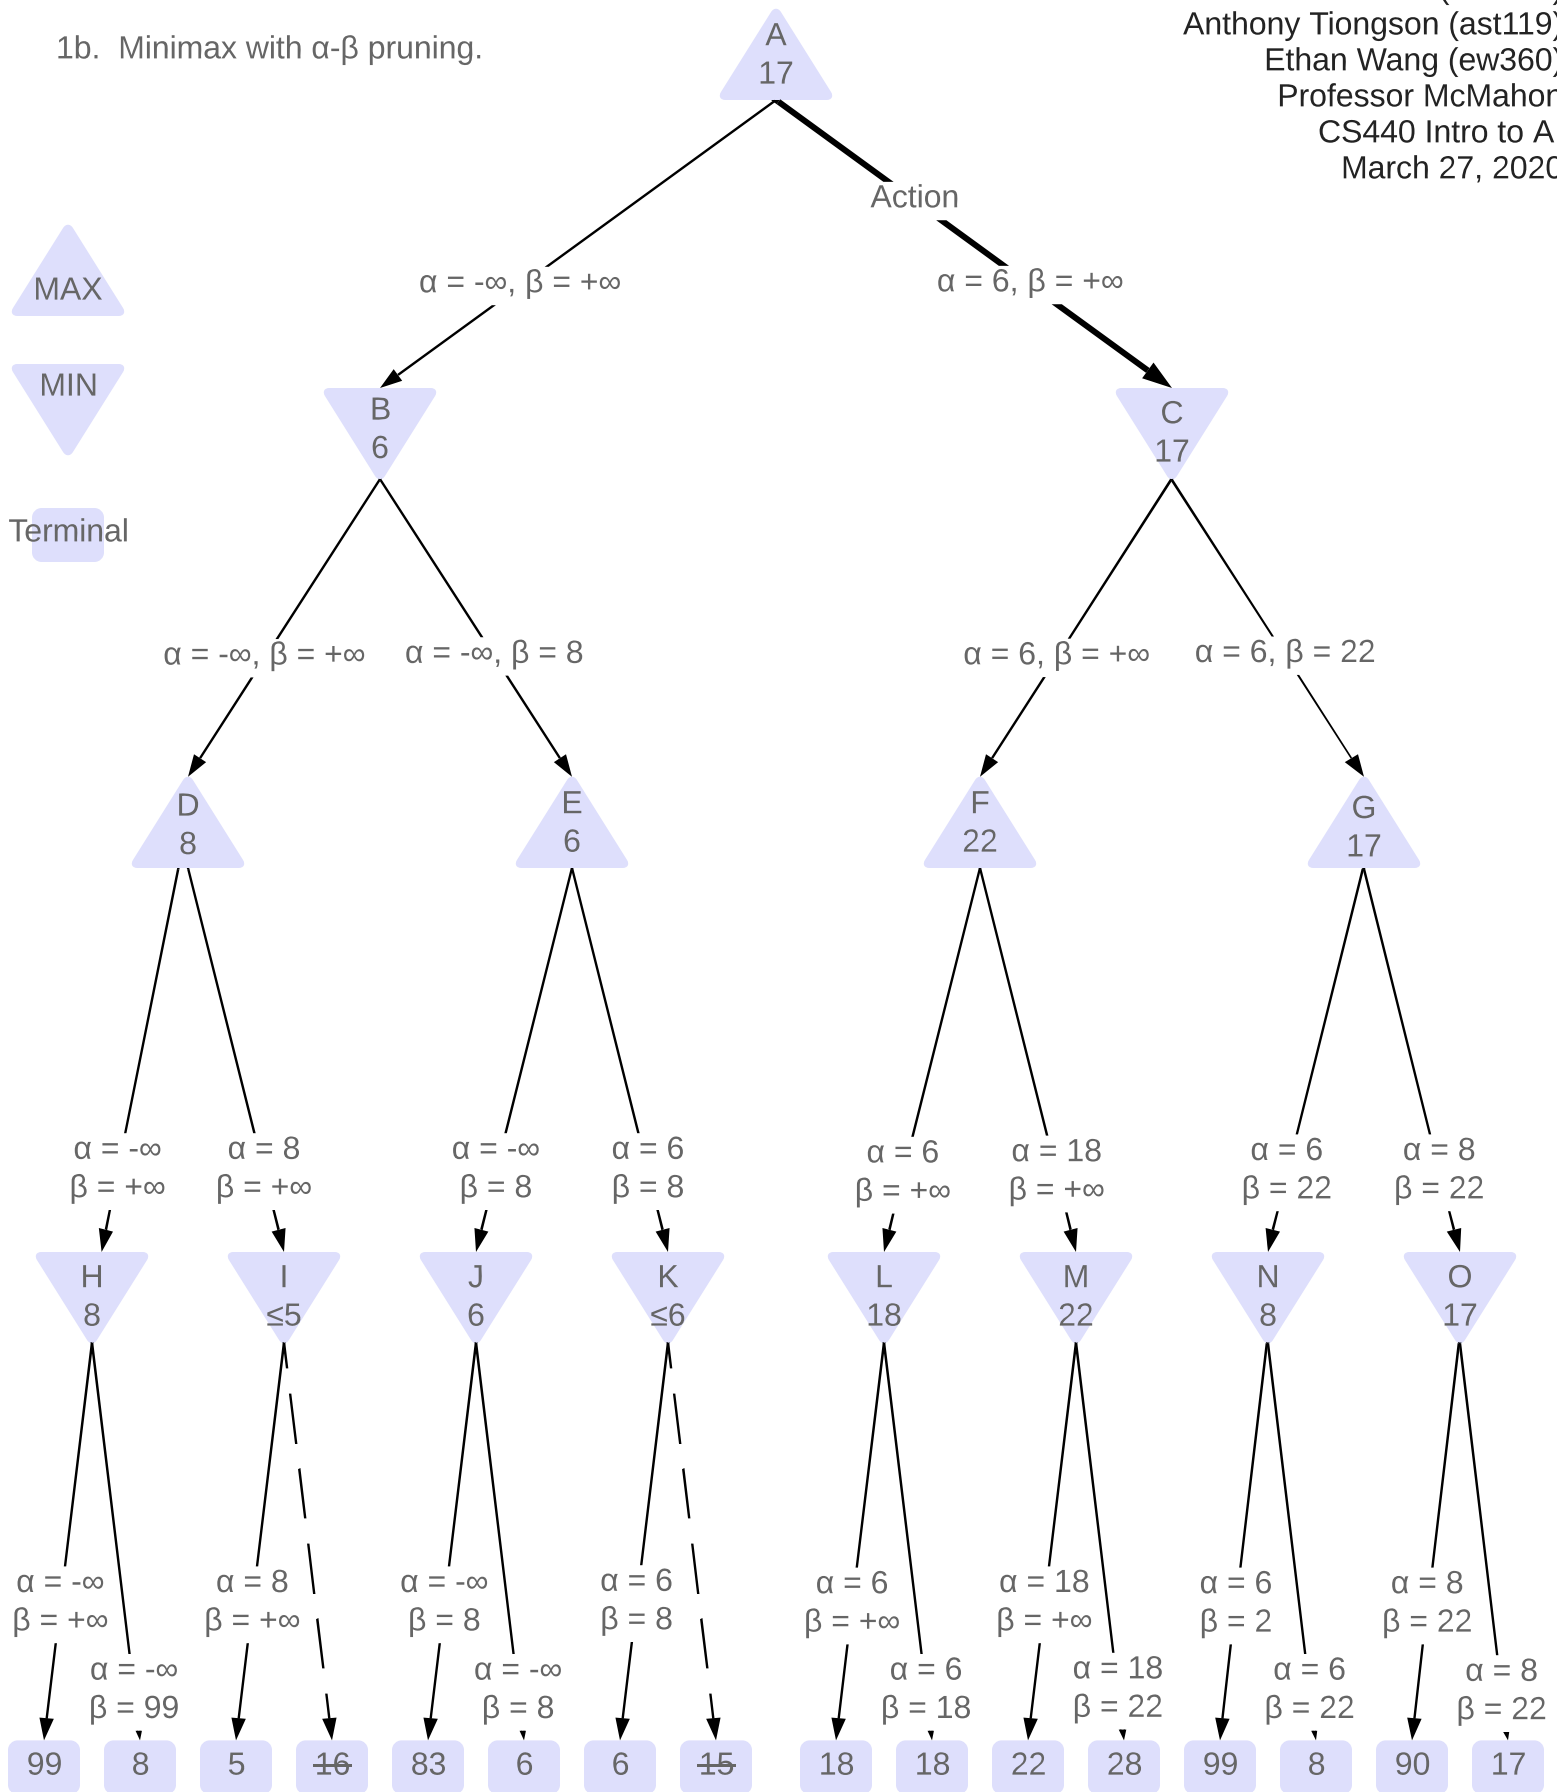 1b. Minimax with α-β pruning.
Anthony Tiongson (ast119)
Ethan Wang (ew360)
Professor McMahon
CS440 Intro to A
March 27, 2020
A
17
Action
α = -∞, β = +∞
α = 6, β = +∞
MAX
MIN
Terminal
B
6
C
17
α = -∞, β = +∞
α = -∞, β = 8
α = 6, β = +∞
α = 6, β = 22
D
8
E
6
F
22
G
17
α = -∞
β = +∞
α = 8
β = +∞
α = -∞
β = 8
α = 6
β = 8
α = 6
β = +∞
α = 18
β = +∞
α = 6
β = 22
α = 8
β = 22
H
8
I
≤5
J
6
K
≤6
L
18
M
22
N
8
O
17
α = -∞
β = +∞
α = -∞
β = 99
α = 8
β = +∞
α = -∞
β = 8
α = -∞
β = 8
α = 6
β = 8
α = 6
β = +∞
α = 6
β = 18
α = 18
β = +∞
α = 18
β = 22
α = 6
β = 2
α = 6
β = 22
α = 8
β = 22
α = 8
β = 22
99
8
5
16
83
6
6
15
18
18
22
28
99
8
90
17